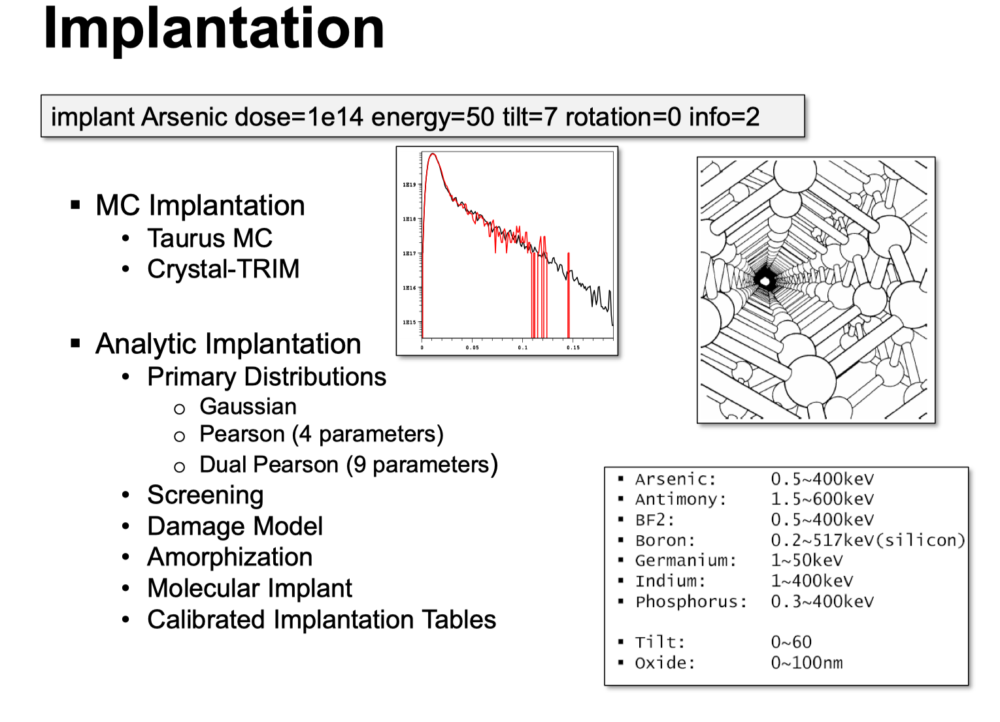 Implantation
implant Arsenic dose=1e14 energy=50 tilt=7 rotation=0 info=2
▪ MC Implantation
• Taurus MC
• Crystal-TRIM
▪ Analytic Implantation
• Primary Distributions
o Gaussian
o Pearson (4 parameters)
o Dual Pearson (9 parameters)
• Screening
• Damage Model
• Amorphization
• Molecular Implant
• Calibrated Implantation Tables
1E19
1E18
1E17
1E16
1E15
0 0.05 0.1 0.15
▪ Arsenic: 0.5~400keV
▪ Antimony: 1.5~600keV
▪ BF2: 0.5~400keV
▪ Boron: 0.2~517keV(silicon)
▪ Germanium: 1~50keV
▪ Indium: 1~400keV
▪ Phosphorus: 0.3~400keV
▪ Tilt: 0~60
▪ Oxide: 0~100nm